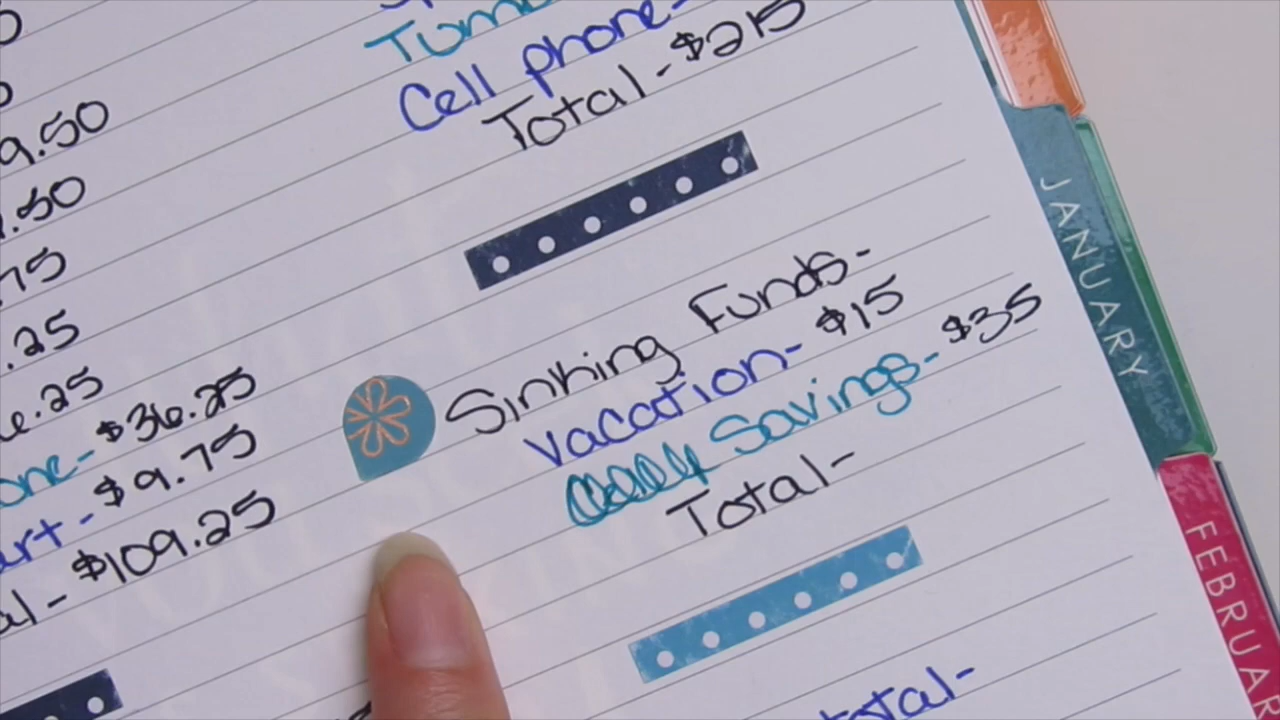 9.50
.50
75
.25
.25
one- $36.25
art- $9.75
al- $109.25
Cell phone-
Total- $215
Sinking Funds-
Vacation- $15
Savings- $35
Total-
total-
JANUARY
FEBRUAR